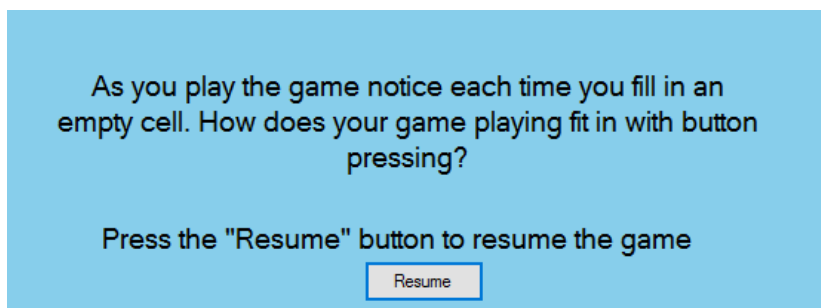 As you play the game notice each time you fill in an
empty cell. How does your game playing fit in with button
pressing?
Press the "Resume" button to resume the game
Resume